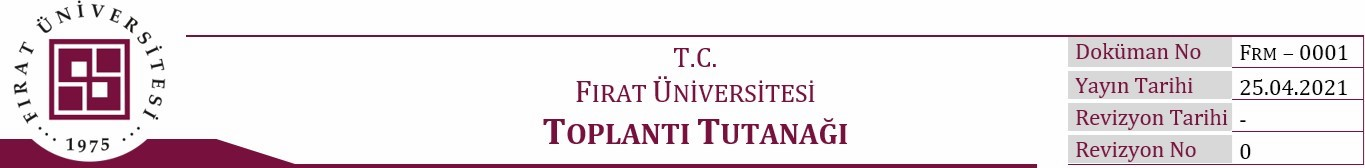 FIRAT ÜNİVERSİTESİ
1975
T.C.
FIRAT ÜNİVERSİTESİ
TOPLANTI TUTANAĞI
Doküman No FRM – 0001
Yayın Tarihi 25.04.2021
Revizyon Tarihi -
Revizyon No 0